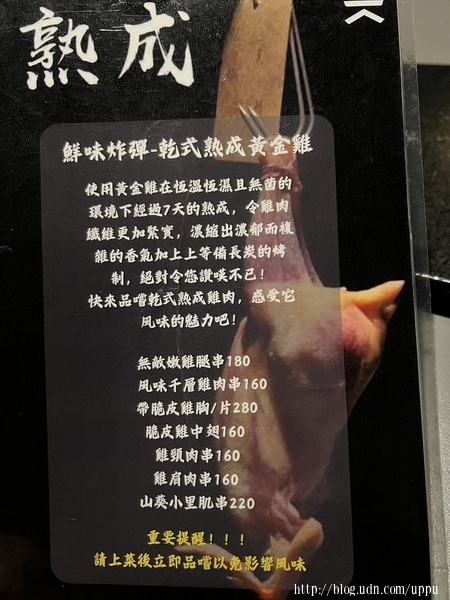 熟成
鮮味炸彈-乾式熟成黃金雞
使用黃金雞在恆溫恆濕且無菌的
環境下經過7天的熟成，令雞肉
纖維更加緊實，濃縮出濃郁而複
雜的香氣加上上等備長炭的烤
制，絕對令您讚嘆不已！
快來品嚐乾式熟成雞肉，感受它
風味的魅力吧！
無敵嫩雞腿串180
風味千層雞肉串160
帶脆皮雞胸/片280
脆皮雞中翅160
雞頸肉串160
雞肩肉串160
山葵小里肌串220
重要提醒！！！
請上菜後立即品嚐以免影響風味
http://blog.udn.com/uppu